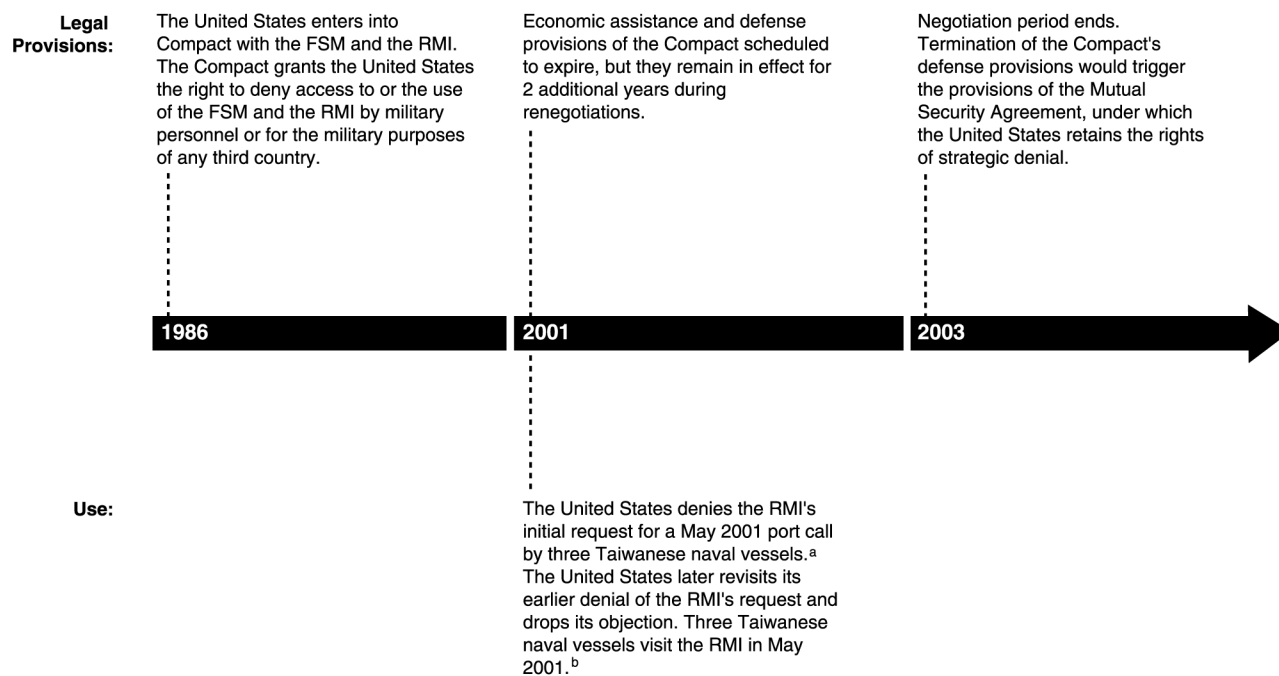 Legal
Provisions:
The United States enters into
Compact with the FSM and the RMI.
The Compact grants the United States
the right to deny access to or the use
of the FSM and the RMI by military
personnel or for the military purposes
of any third country.
Economic assistance and defense
provisions of the Compact scheduled
to expire, but they remain in effect for
2 additional years during
renegotiations.
Negotiation period ends.
Termination of the Compact's
defense provisions would trigger
the provisions of the Mutual
Security Agreement, under which
the United States retains the rights
of strategic denial.
1986
2001
2003
Use:
The United States denies the RMI's
initial request for a May 2001 port call
by three Taiwanese naval vessels.a
The United States later revisits its
earlier denial of the RMI's request and
drops its objection. Three Taiwanese
naval vessels visit the RMI in May
2001.b